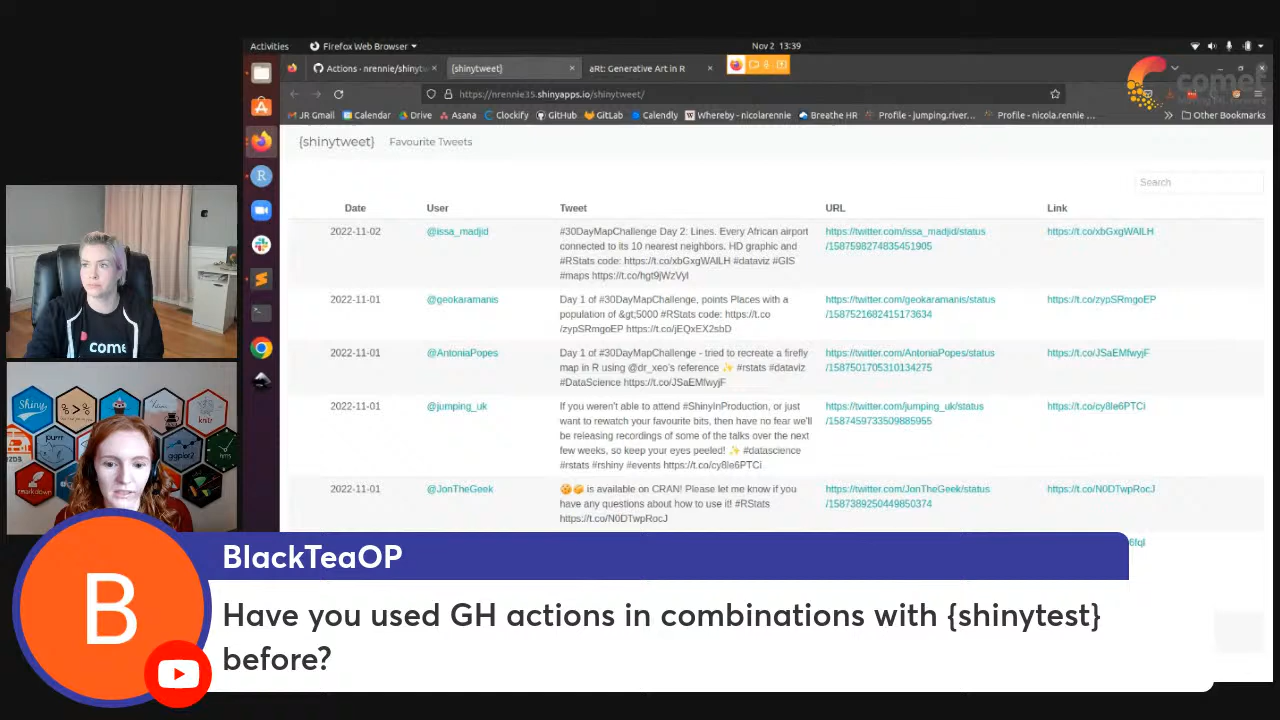 Activities
Firefox Web Browser
Nov 2 13:39
Actions · nrennie/shinytw
{shinytweet}
aRt: Generative Art in R
https://nrennie35.shinyapps.io/shinytweet/
comet
JR Gmail
Calendar
Drive
Asana
Clockify
GitHub
GitLab
Calendly
Whereby - nicolarennie
Breathe HR
Profile - jumping.river...
Profile - nicola.rennie ...
Other Bookmarks
{shinytweet} Favourite Tweets
Search
Date User Tweet URL Link
2022-11-02 @issa_madjid #30DayMapChallenge Day 2: Lines. Every African airport https://twitter.com/issa_madjid/status https://t.co/xbGxgWAlLH
connected to its 10 nearest neighbors. HD graphic and /1587598274835451905
#RStats code: https://t.co/xbGxgWAlLH #dataviz #GIS
#maps https://t.co/hgt9jWzVyI
2022-11-01 @geokaramanis Day 1 of #30DayMapChallenge, points Places with a https://twitter.com/geokaramanis/status https://t.co/zypSRmgoEP
population of &gt;5000 #RStats code: https://t.co /1587521682415173634
/zypSRmgoEP https://t.co/jEQxEX2sbD
2022-11-01 @AntoniaPopes Day 1 of #30DayMapChallenge - tried to recreate a firefly https://twitter.com/AntoniaPopes/status https://t.co/JSaEMfwyjF
map in R using @dr_xeo's reference ✨ #rstats #dataviz /1587501705310134275
#DataScience https://t.co/JSaEMfwyjF
2022-11-01 @jumping_uk If you weren't able to attend #ShinyInProduction, or just https://twitter.com/jumping_uk/status https://t.co/cy8le6PTCi
want to rewatch your favourite bits, then have no fear we'll /1587459733509885955
be releasing recordings of some of the talks over the next
few weeks, so keep your eyes peeled! ✨ #datascience
#rstats #rshiny #events https://t.co/cy8le6PTCi
2022-11-01 @JonTheGeek is available on CRAN! Please let me know if you https://twitter.com/JonTheGeek/status https://t.co/N0DTwpRocJ
have any questions about how to use it! #RStats /1587389250449850374
https://t.co/N0DTwpRocJ
come
Shiny
knitr
purrr
hms
rmarkdown
B
BlackTeaOP
Have you used GH actions in combinations with {shinytest}
before?